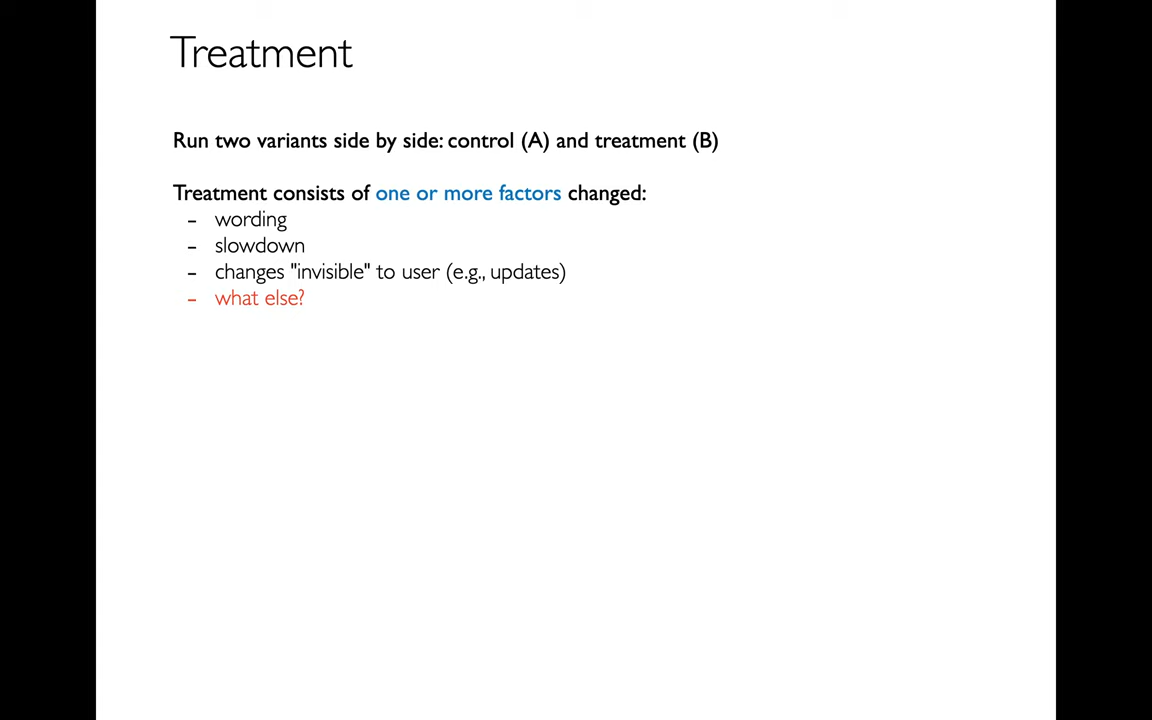 Treatment
Run two variants side by side: control (A) and treatment (B)
Treatment consists of one or more factors changed:
- wording
- slowdown
- changes "invisible" to user (e.g., updates)
- what else?